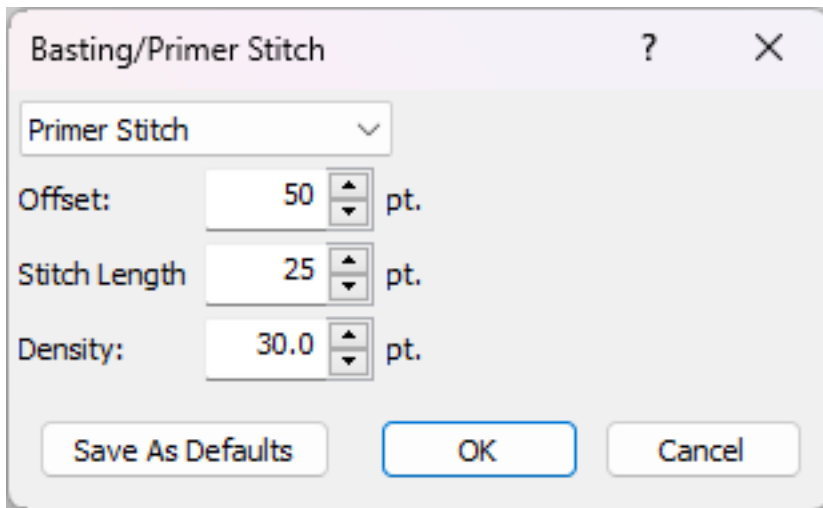 Basting/Primer Stitch ?
Primer Stitch
Offset: 50 pt.
Stitch Length 25 pt.
Density: 30.0 pt.
Save As Defaults OK Cancel